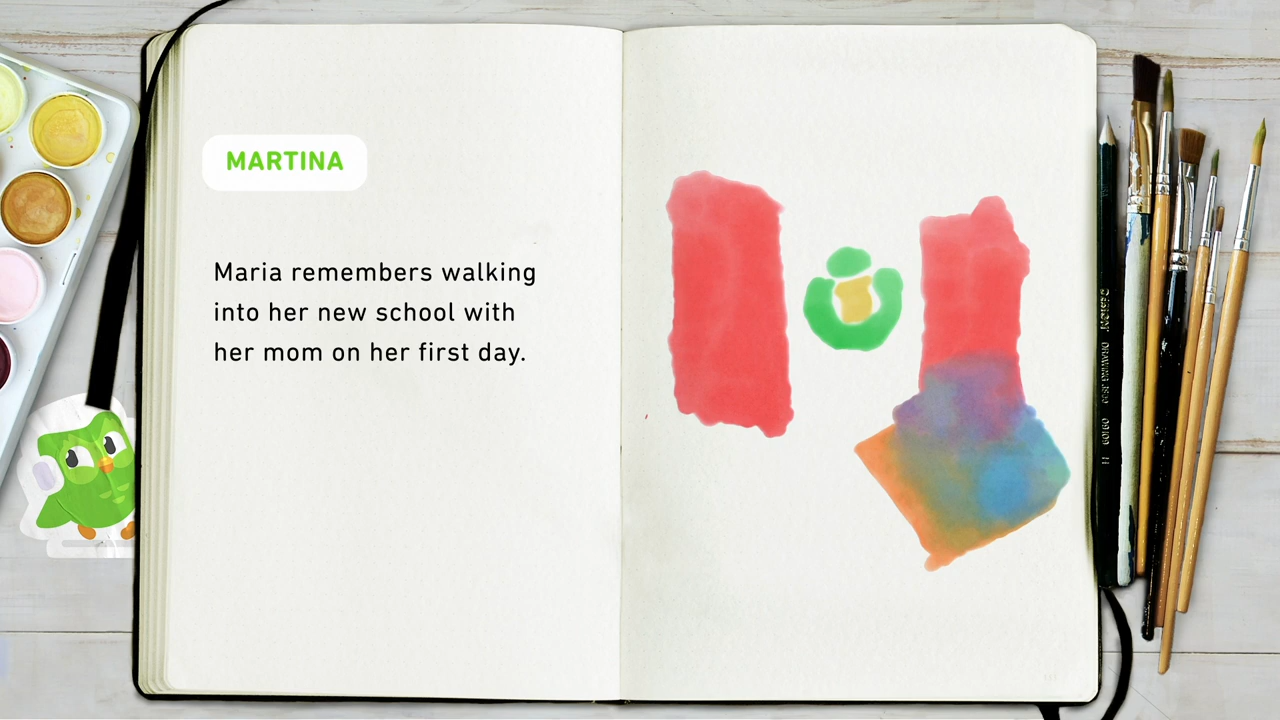 MARTINA
Maria remembers walking
into her new school with
her mom on her first day.